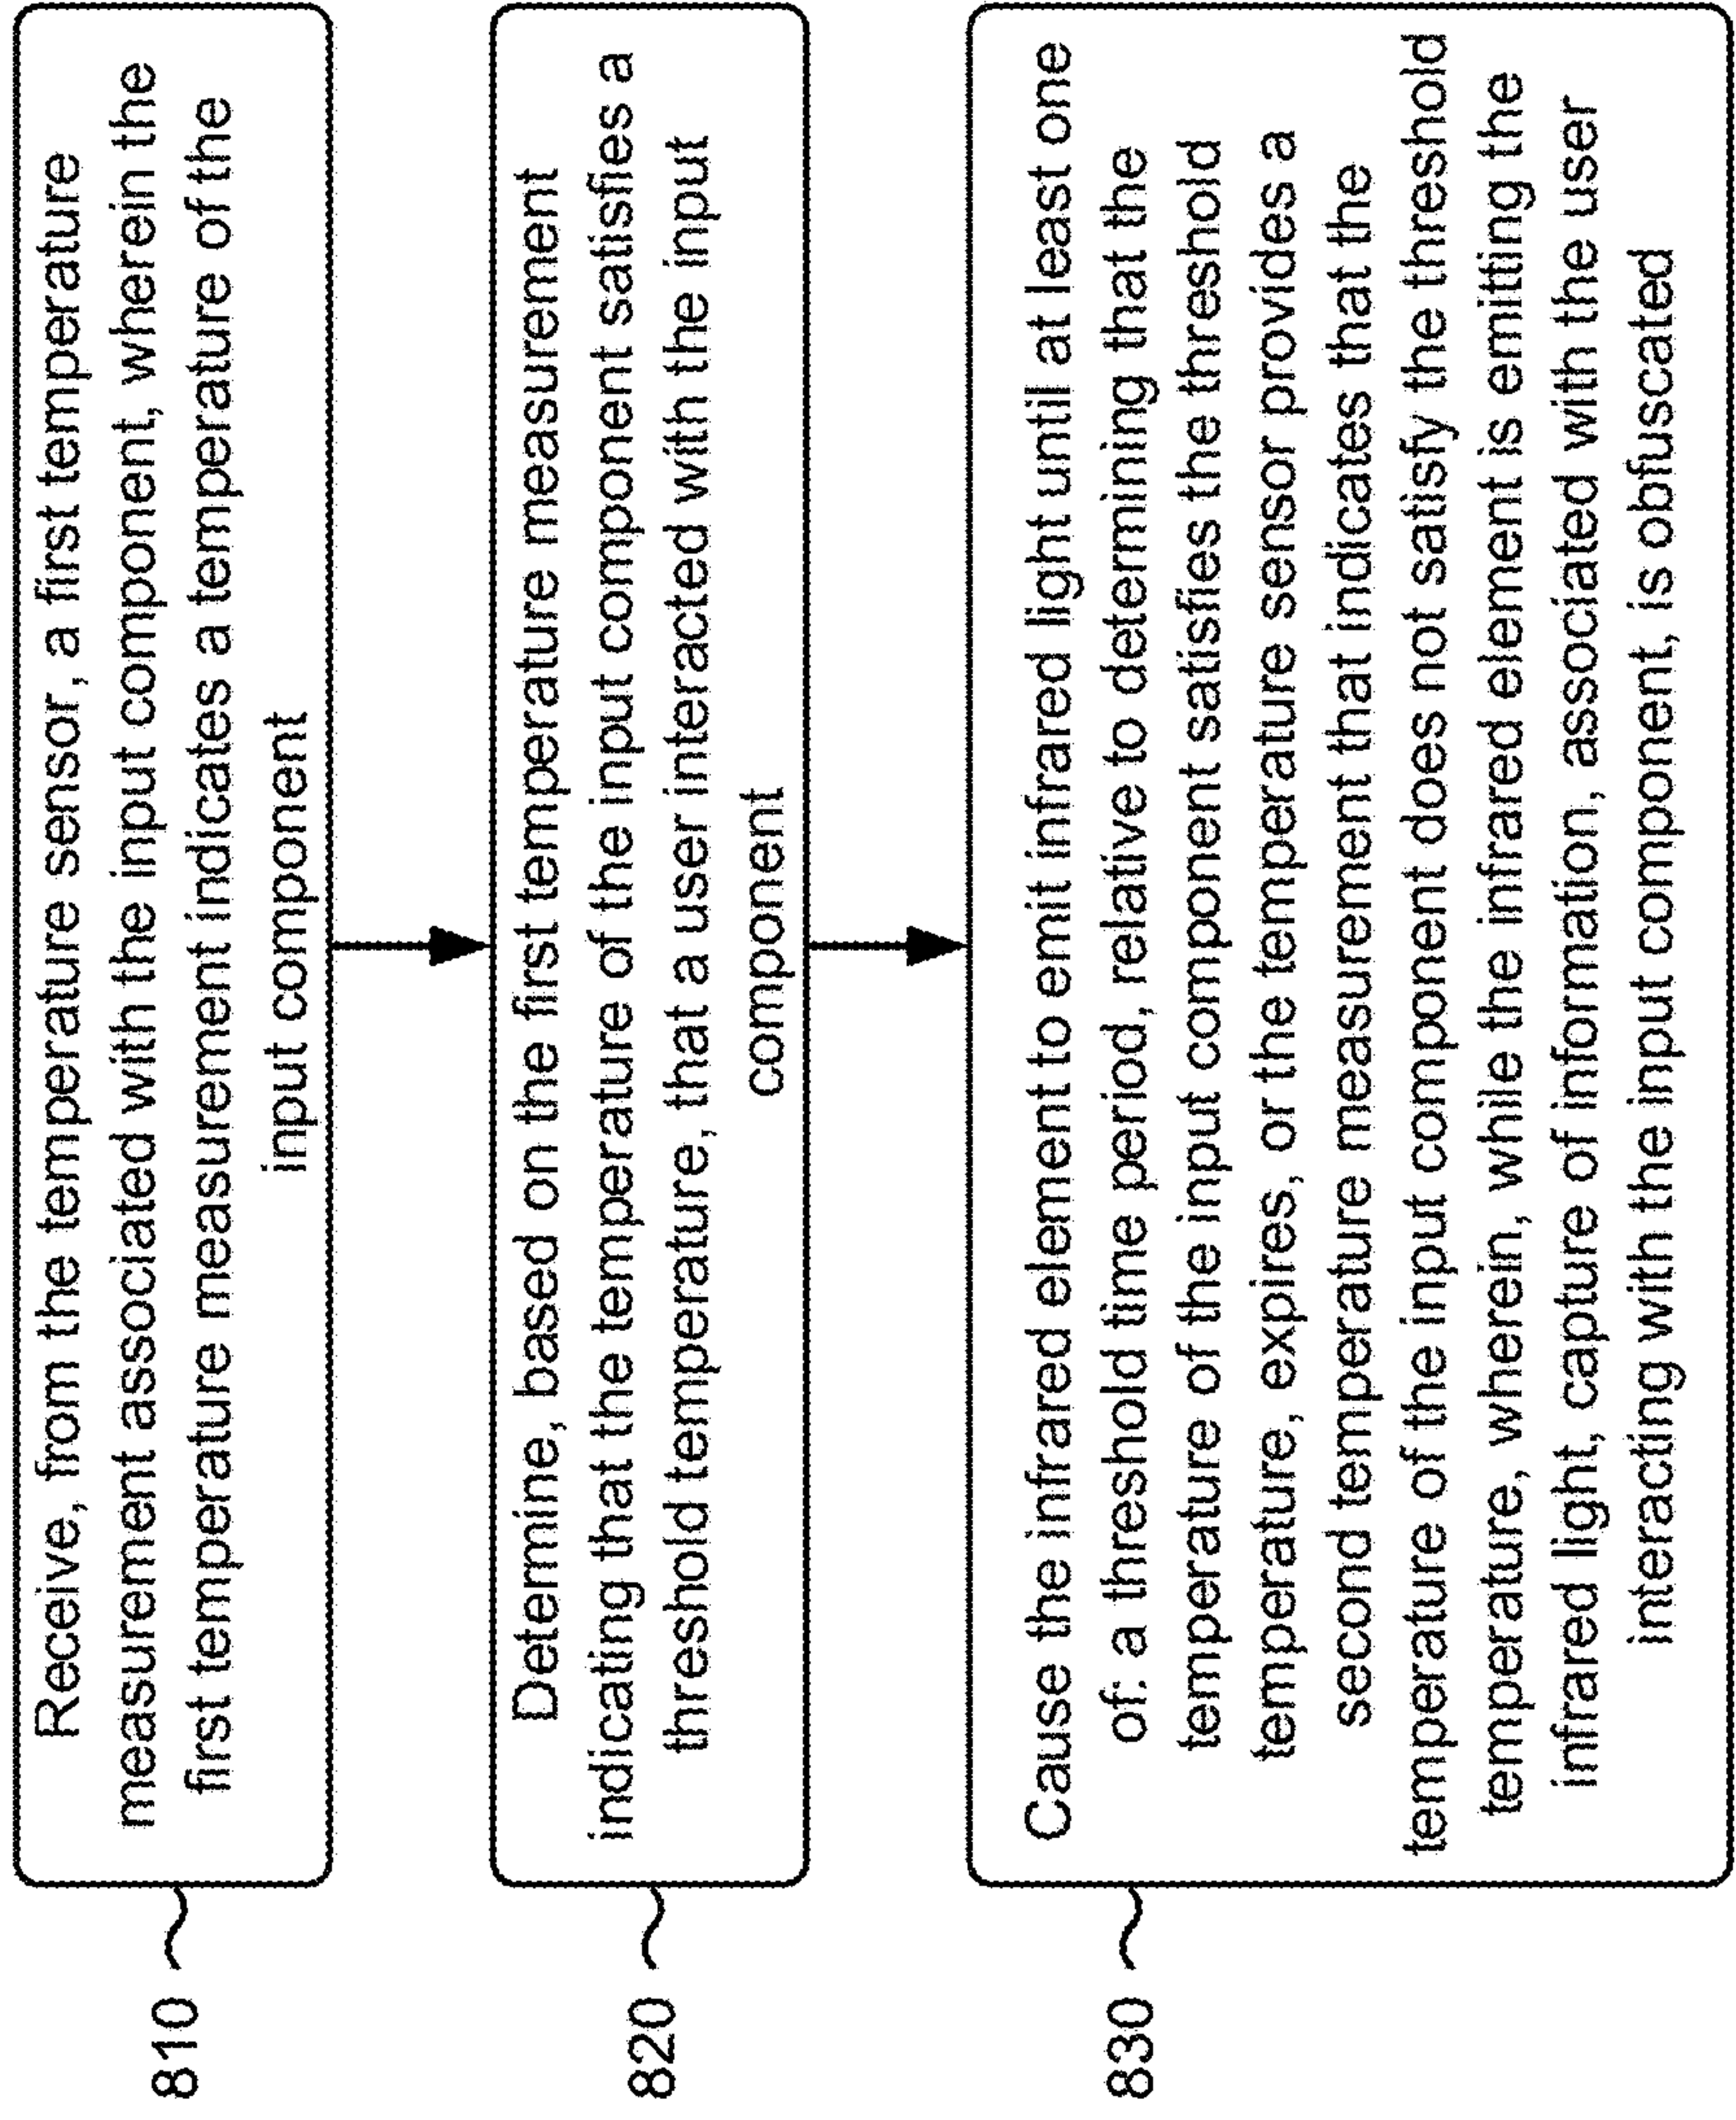 810
Receive, from the temperature sensor, a first temperature
measurement associated with the input component, wherein the
first temperature measurement indicates a temperature of the
input component
820
Determine, based on the first temperature measurement
indicating that the temperature of the input component satisfies a
threshold temperature, that a user interacted with the input
component
830
Cause the infrared element to emit infrared light until at least one
of: a threshold time period, relative to determining that the
temperature of the input component satisfies the threshold
temperature, expires, or the temperature sensor provides a
second temperature measurement that indicates that the
temperature of the input component does not satisfy the threshold
temperature, wherein, while the infrared element is emitting the
infrared light, capture of information, associated with the user
interacting with the input component, is obfuscated